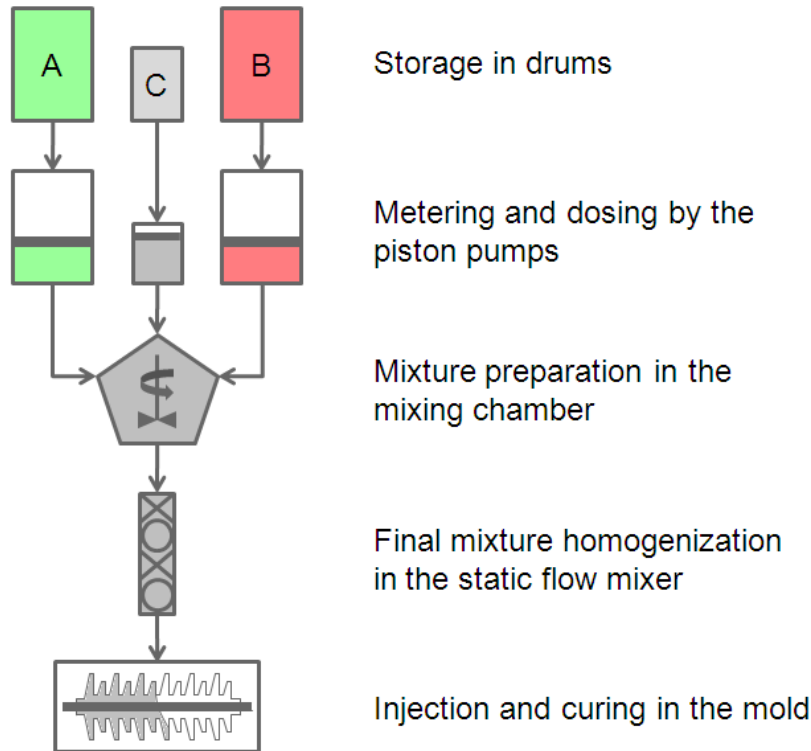 A
C
B
Storage in drums
Metering and dosing by the
piston pumps
Mixture preparation in the
mixing chamber
Final mixture homogenization
in the static flow mixer
Injection and curing in the mold